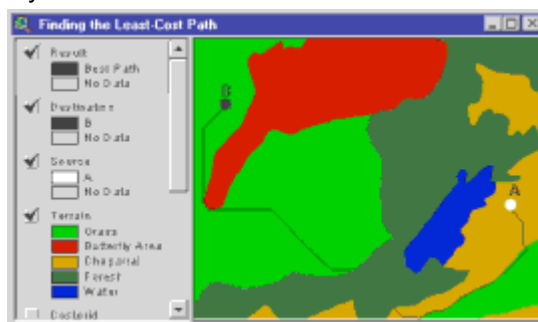 Finding the Least-Cost Path
Result
Best Path
No Data
Destination
B
No Data
Source
A
No Data
Terrain
Grass
Butterfly Area
Chaparral
Forest
Water
B
A